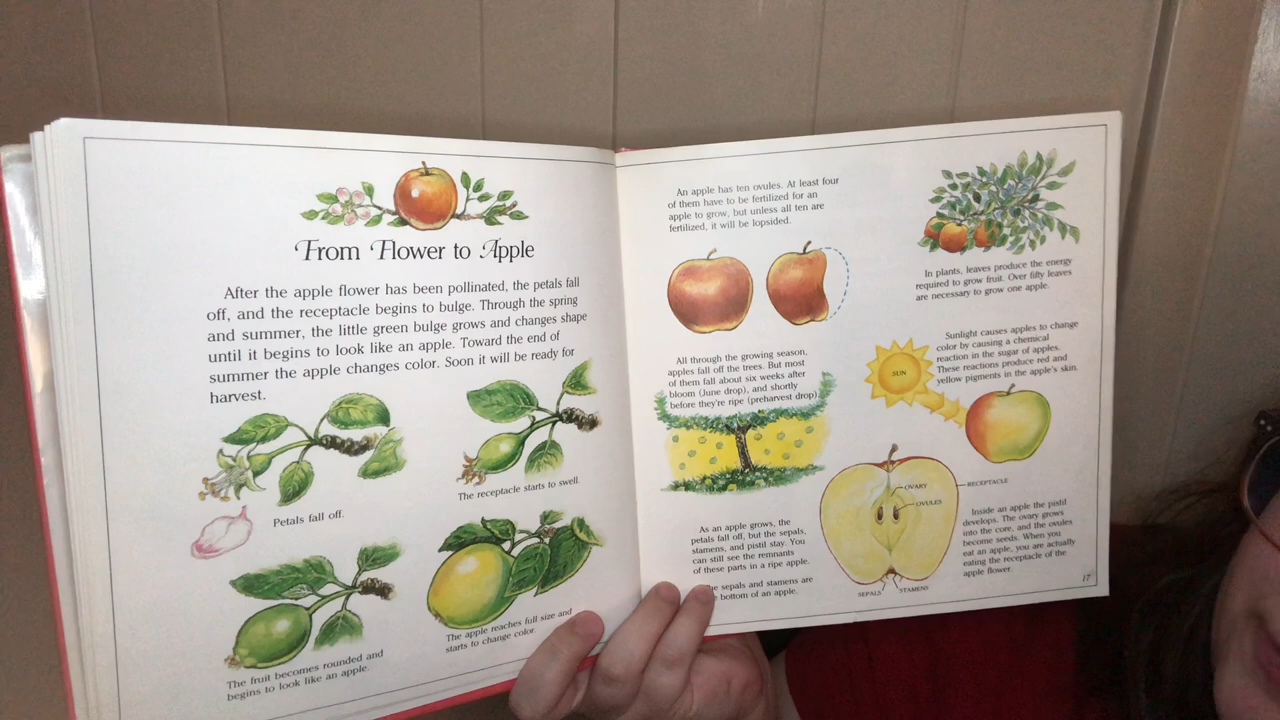 From Flower to Apple
After the apple flower has been pollinated, the petals fall
off, and the receptacle begins to bulge. Through the spring
and summer, the little green bulge grows and changes shape
until it begins to look like an apple. Toward the end of
summer the apple changes color. Soon it will be ready for
harvest.
Petals fall off.
The receptacle starts to swell.
The fruit becomes rounded and
begins to look like an apple.
The apple reaches full size and
starts to change color.
An apple has ten ovules. At least four
of them have to be fertilized for an
apple to grow, but unless all ten are
fertilized, it will be lopsided.
In plants, leaves produce the energy
required to grow fruit. Over fifty leaves
are necessary to grow one apple.
All through the growing season,
apples fall off the trees. But most
of them fall about six weeks after
bloom (June drop), and shortly
before they're ripe (preharvest drop).
Sunlight causes apples to change
color by causing a chemical
reaction in the sugar of apples.
These reactions produce red and
yellow pigments in the apple's skin.
SUN
As an apple grows, the
petals fall off, but the sepals,
stamens, and pistil stay. You
can still see the remnants
of these parts in a ripe apple.
sepals and stamens are
bottom of an apple.
OVARY
OVULES
RECEPTACLE
SEPALS
STAMENS
Inside an apple the pistil
develops. The ovary grows
into the core, and the ovules
become seeds. When you
eat an apple, you are actually
eating the receptacle of the
apple flower.
17